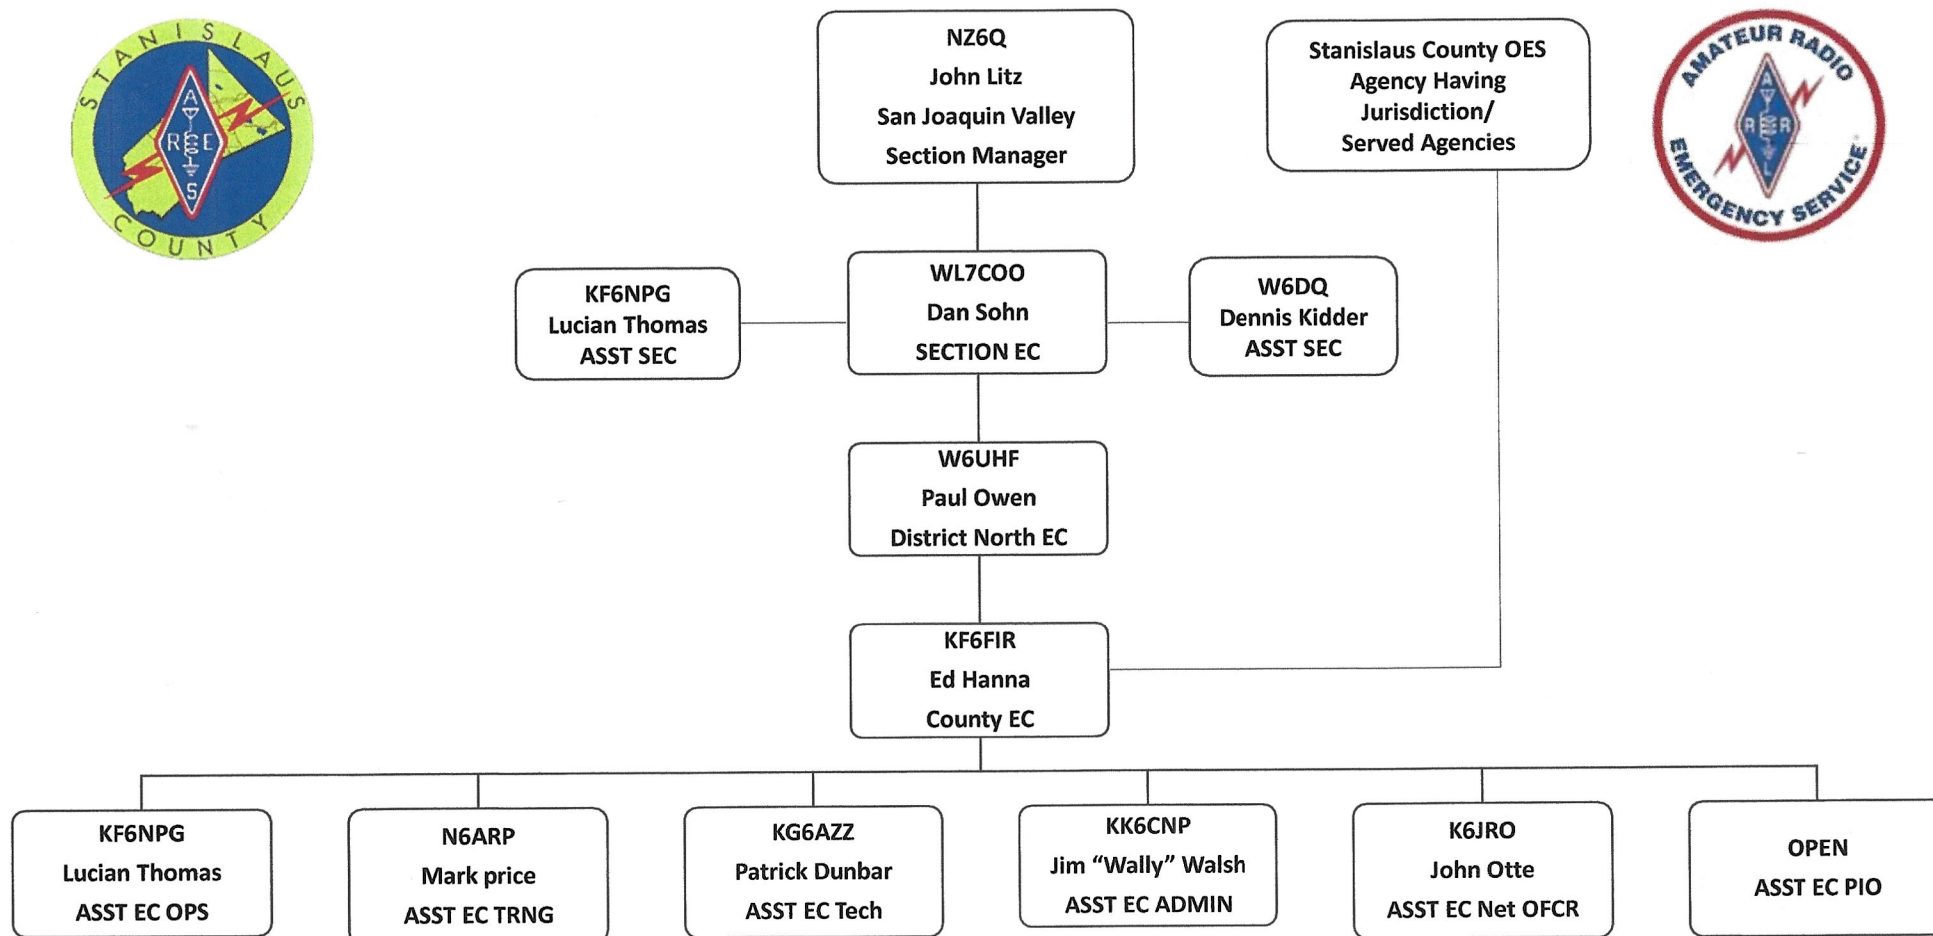 STANISLAUS
COUNTY
A
R E
S
NZ6Q
John Litz
San Joaquin Valley
Section Manager
Stanislaus County OES
Agency Having
Jurisdiction/
Served Agencies
AMATEUR RADIO
A
R R
L
EMERGENCY SERVICE
KF6NPG
Lucian Thomas
ASST SEC
WL7COO
Dan Sohn
SECTION EC
W6DQ
Dennis Kidder
ASST SEC
W6UHF
Paul Owen
District North EC
KF6FIR
Ed Hanna
County EC
KF6NPG
Lucian Thomas
ASST EC OPS
N6ARP
Mark price
ASST EC TRNG
KG6AZZ
Patrick Dunbar
ASST EC Tech
KK6CNP
Jim “Wally” Walsh
ASST EC ADMIN
K6JRO
John Otte
ASST EC Net OFCR
OPEN
ASST EC PIO